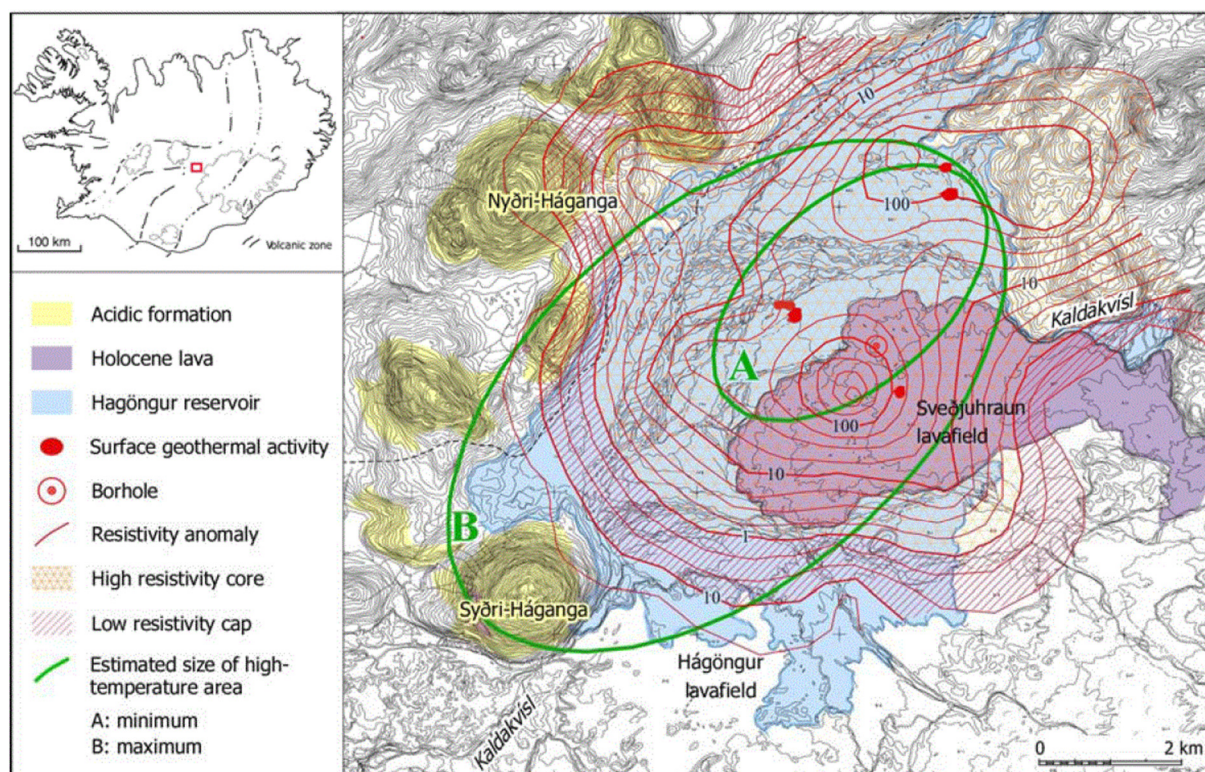 100 km
Volcanic zone
Acidic formation
Holocene lava
Hagöngur reservoir
Surface geothermal activity
Borhole
Resistivity anomaly
High resistivity core
Low resistivity cap
Estimated size of high-
temperature area
A: minimum
B: maximum
10
Nyðri-Háganga
100
10
Kaldakvísl
A
Sveðjuhraun
lavafield
100
10
B
1
Syðri-Háganga
10
Hágöngur
lavafield
Kaldakvísl
0 2 km